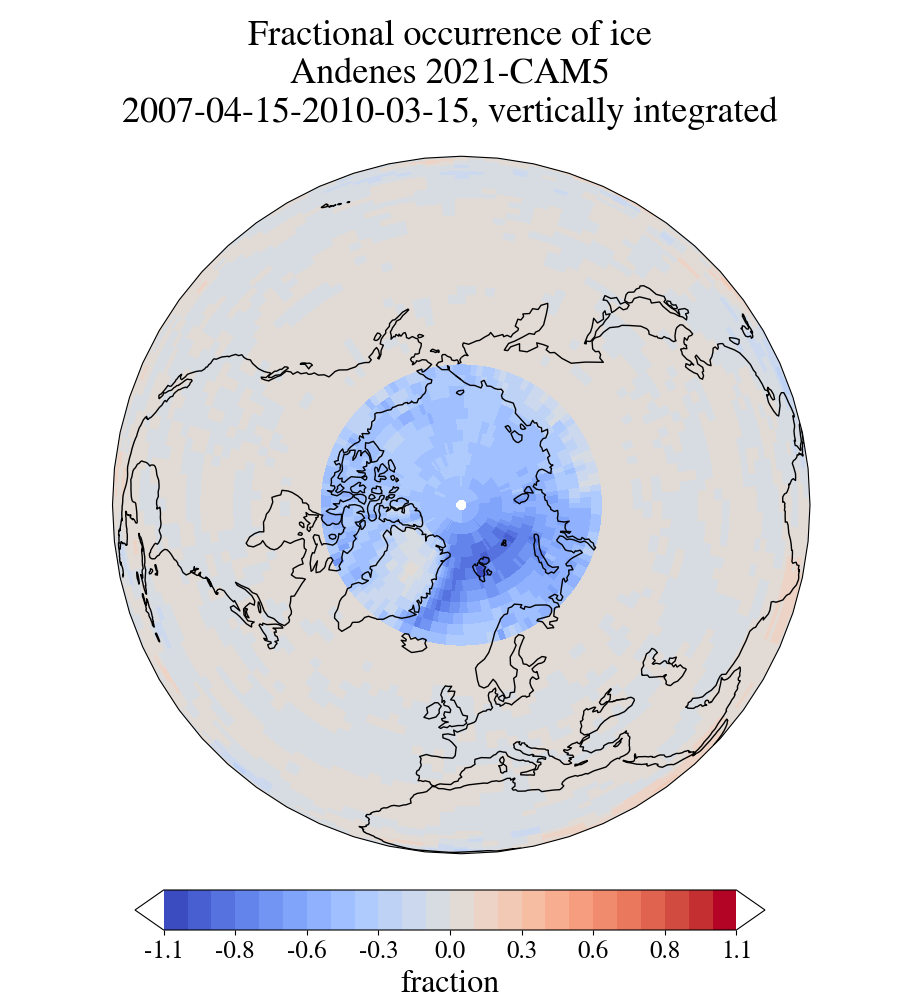 Fractional occurrence of ice
Andenes 2021-CAM5
2007-04-15-2010-03-15, vertically integrated
-1.1 -0.8 -0.6 -0.3 0.0 0.3 0.6 0.8 1.1
fraction